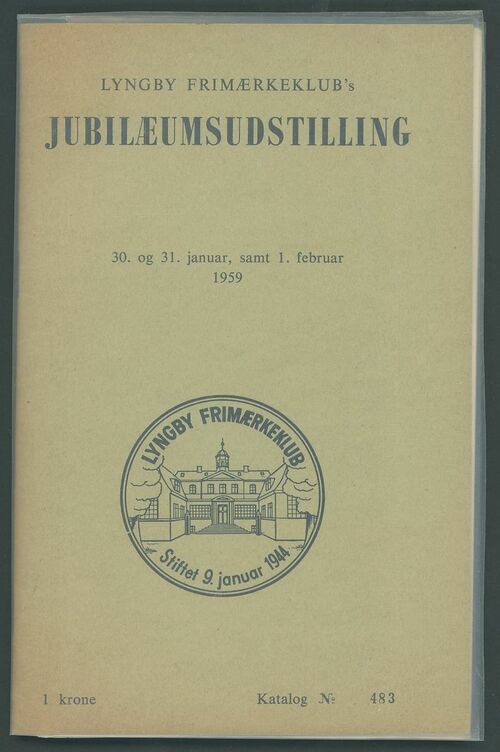 LYNGBY FRIMÆRKEKLUB's
JUBILÆUMSUDSTILLING
30. og 31. januar, samt 1. februar
1959
LYNGBY FRIMÆRKEKLUB
Stiftet 9. januar 1944
1 krone Katalog № 483